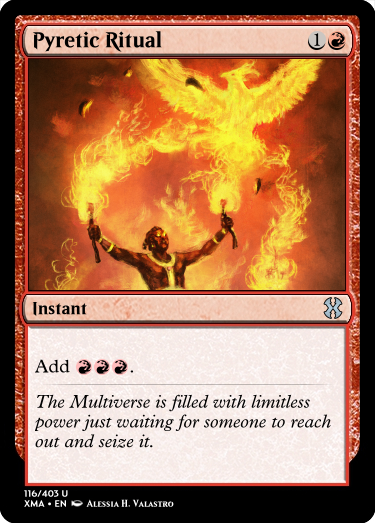 Pyretic Ritual 1
Instant
Add .
The Multiverse is filled with limitless
power just waiting for someone to reach
out and seize it.
116/403 U
XMA • EN Alessia H. Valastro